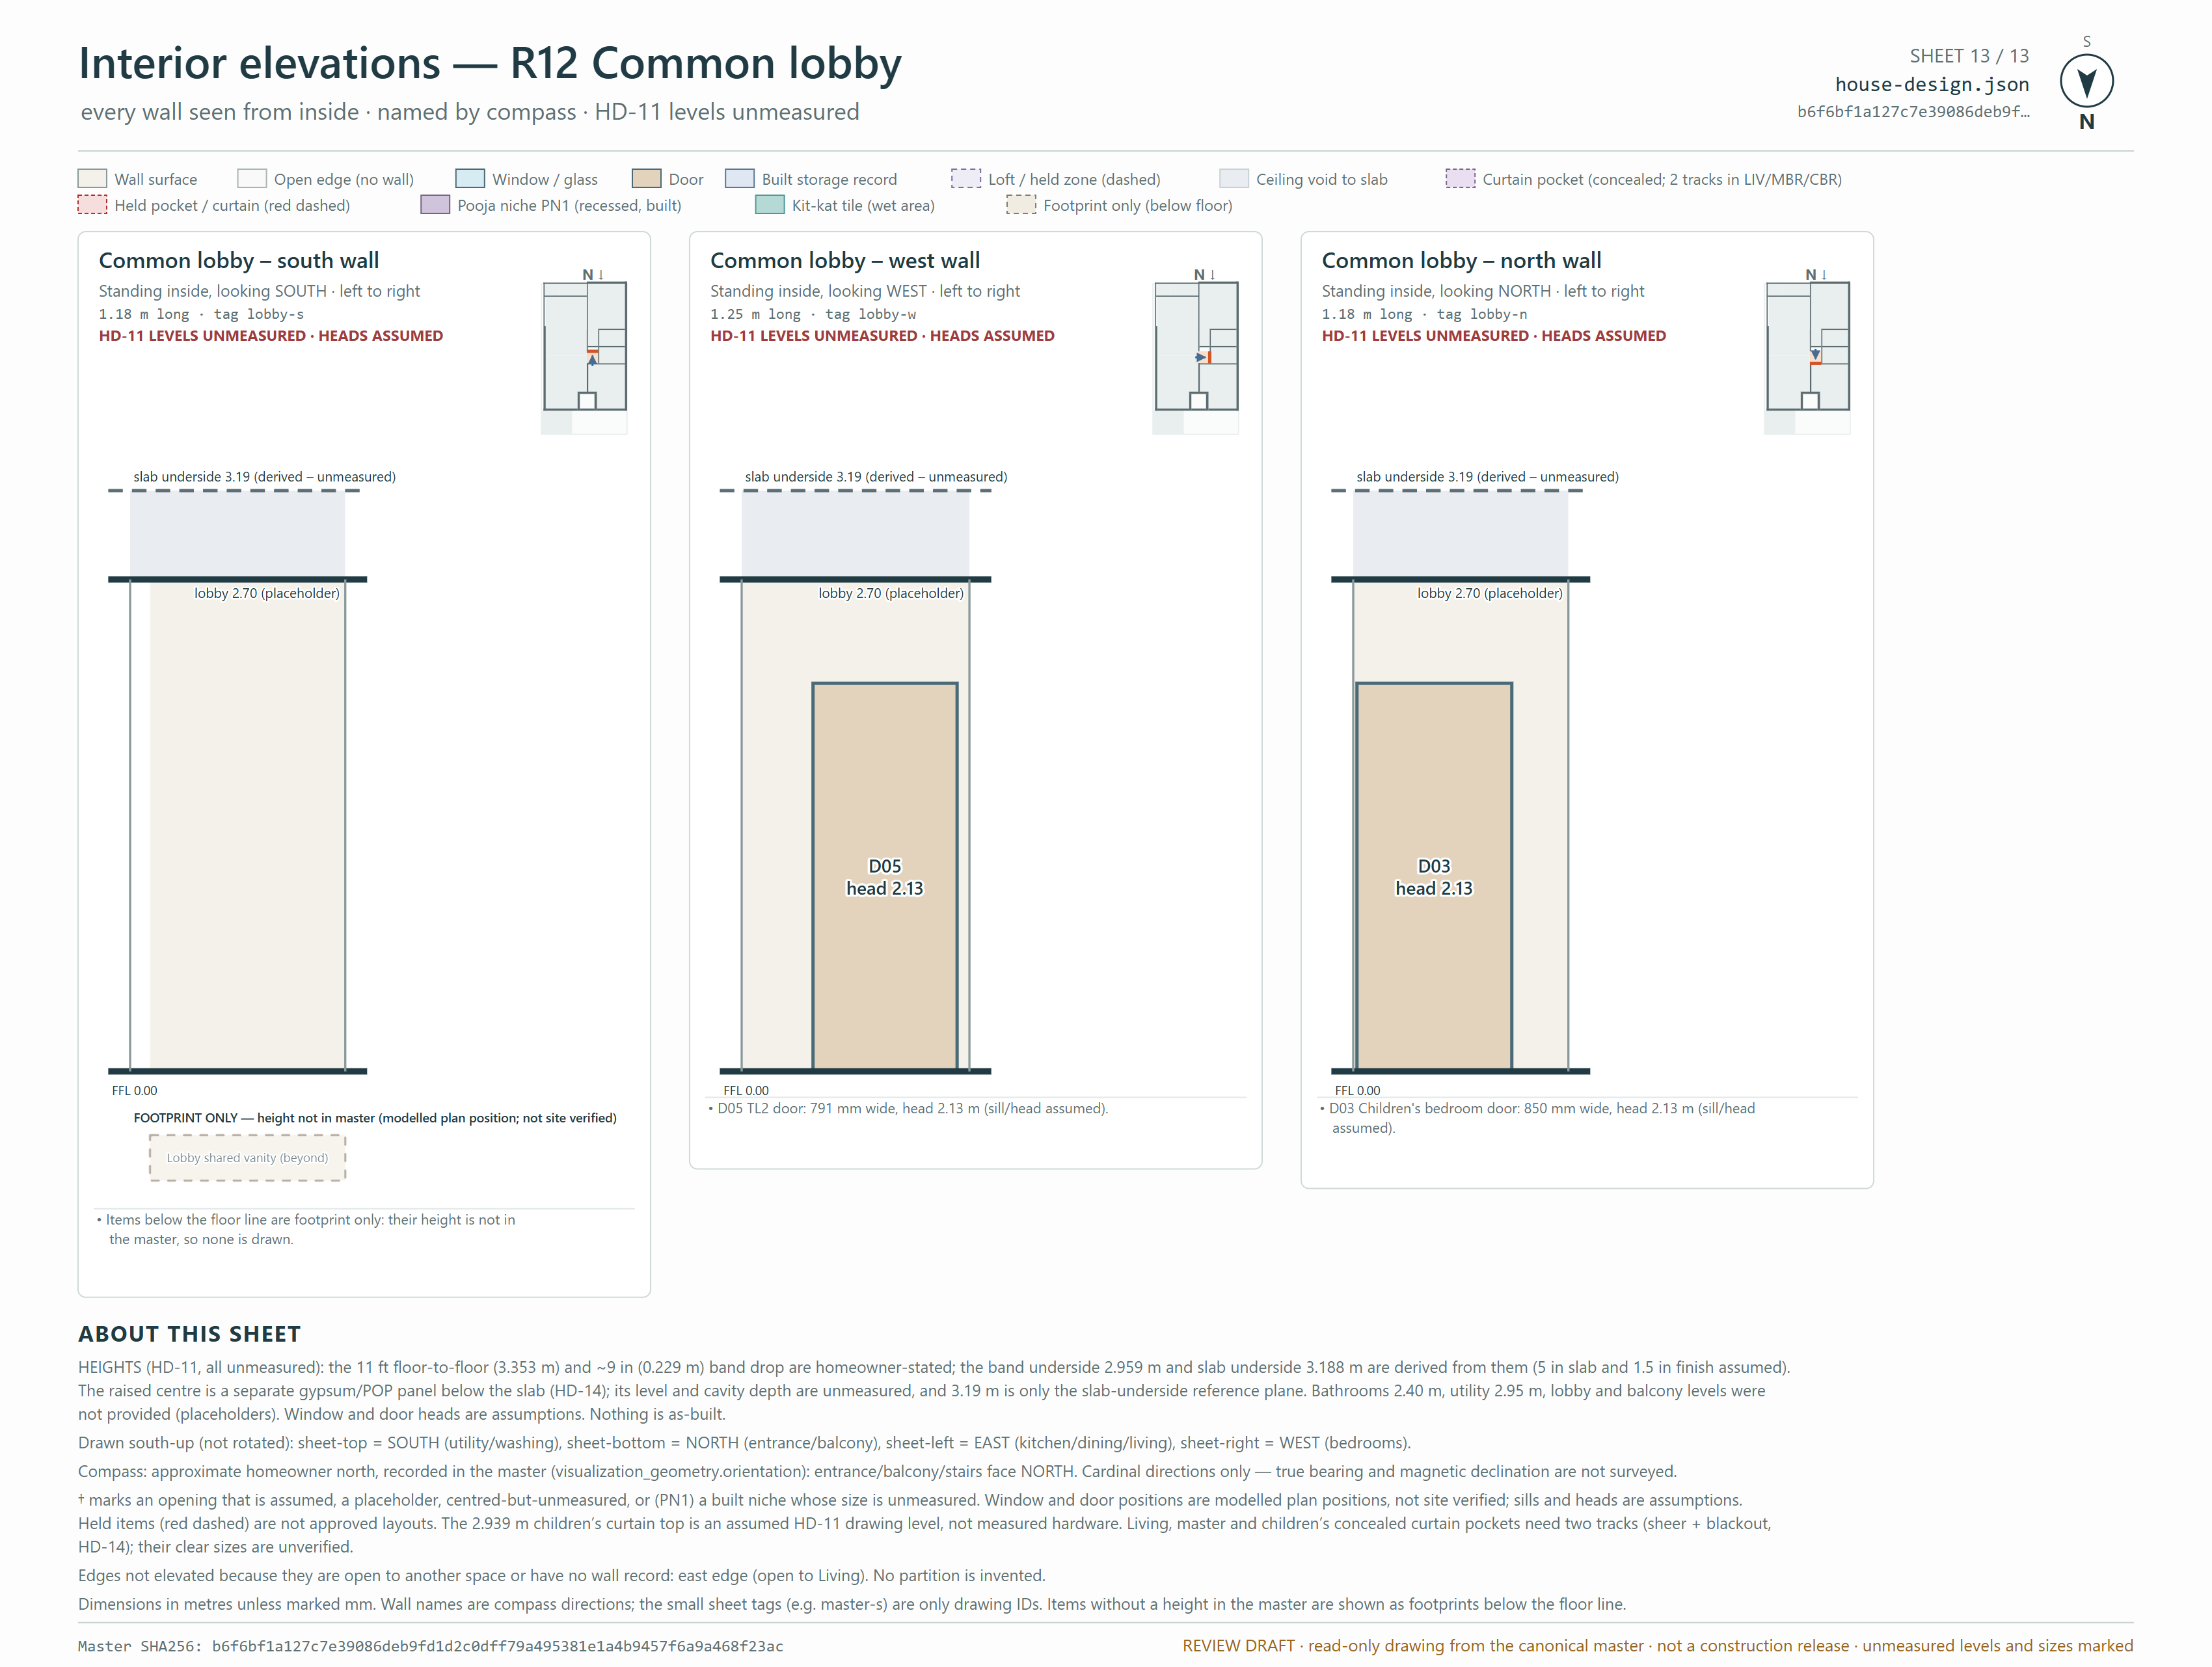 Interior elevations — R12 Common lobby
every wall seen from inside · named by compass · HD-11 levels unmeasured
SHEET 13 / 13
house-design.json
b6f6bf1a127c7e39086deb9f…
S
N
Wall surface
Open edge (no wall)
Window / glass
Door
Built storage record
Loft / held zone (dashed)
Ceiling void to slab
Curtain pocket (concealed; 2 tracks in LIV/MBR/CBR)
Held pocket / curtain (red dashed)
Pooja niche PN1 (recessed, built)
Kit-kat tile (wet area)
Footprint only (below floor)
Common lobby – south wall
Standing inside, looking SOUTH · left to right
1.18 m long · tag lobby-s
HD-11 LEVELS UNMEASURED · HEADS ASSUMED
N ↓
slab underside 3.19 (derived – unmeasured)
lobby 2.70 (placeholder)
FFL 0.00
FOOTPRINT ONLY — height not in master (modelled plan position; not site verified)
Lobby shared vanity (beyond)
• Items below the floor line are footprint only: their height is not in
the master, so none is drawn.
Common lobby – west wall
Standing inside, looking WEST · left to right
1.25 m long · tag lobby-w
HD-11 LEVELS UNMEASURED · HEADS ASSUMED
N ↓
slab underside 3.19 (derived – unmeasured)
lobby 2.70 (placeholder)
D05
head 2.13
FFL 0.00
• D05 TL2 door: 791 mm wide, head 2.13 m (sill/head assumed).
Common lobby – north wall
Standing inside, looking NORTH · left to right
1.18 m long · tag lobby-n
HD-11 LEVELS UNMEASURED · HEADS ASSUMED
N ↓
slab underside 3.19 (derived – unmeasured)
lobby 2.70 (placeholder)
D03
head 2.13
FFL 0.00
• D03 Children's bedroom door: 850 mm wide, head 2.13 m (sill/head
assumed).
ABOUT THIS SHEET
HEIGHTS (HD-11, all unmeasured): the 11 ft floor-to-floor (3.353 m) and ~9 in (0.229 m) band drop are homeowner-stated; the band underside 2.959 m and slab underside 3.188 m are derived from them (5 in slab and 1.5 in finish assumed).
The raised centre is a separate gypsum/POP panel below the slab (HD-14); its level and cavity depth are unmeasured, and 3.19 m is only the slab-underside reference plane. Bathrooms 2.40 m, utility 2.95 m, lobby and balcony levels were
not provided (placeholders). Window and door heads are assumptions. Nothing is as-built.
Drawn south-up (not rotated): sheet-top = SOUTH (utility/washing), sheet-bottom = NORTH (entrance/balcony), sheet-left = EAST (kitchen/dining/living), sheet-right = WEST (bedrooms).
Compass: approximate homeowner north, recorded in the master (visualization_geometry.orientation): entrance/balcony/stairs face NORTH. Cardinal directions only — true bearing and magnetic declination are not surveyed.
† marks an opening that is assumed, a placeholder, centred-but-unmeasured, or (PN1) a built niche whose size is unmeasured. Window and door positions are modelled plan positions, not site verified; sills and heads are assumptions.
Held items (red dashed) are not approved layouts. The 2.939 m children's curtain top is an assumed HD-11 drawing level, not measured hardware. Living, master and children's concealed curtain pockets need two tracks (sheer + blackout,
HD-14); their clear sizes are unverified.
Edges not elevated because they are open to another space or have no wall record: east edge (open to Living). No partition is invented.
Dimensions in metres unless marked mm. Wall names are compass directions; the small sheet tags (e.g. master-s) are only drawing IDs. Items without a height in the master are shown as footprints below the floor line.
Master SHA256: b6f6bf1a127c7e39086deb9fd1d2c0dff79a495381e1a4b9457f6a9a468f23ac
REVIEW DRAFT · read-only drawing from the canonical master · not a construction release · unmeasured levels and sizes marked